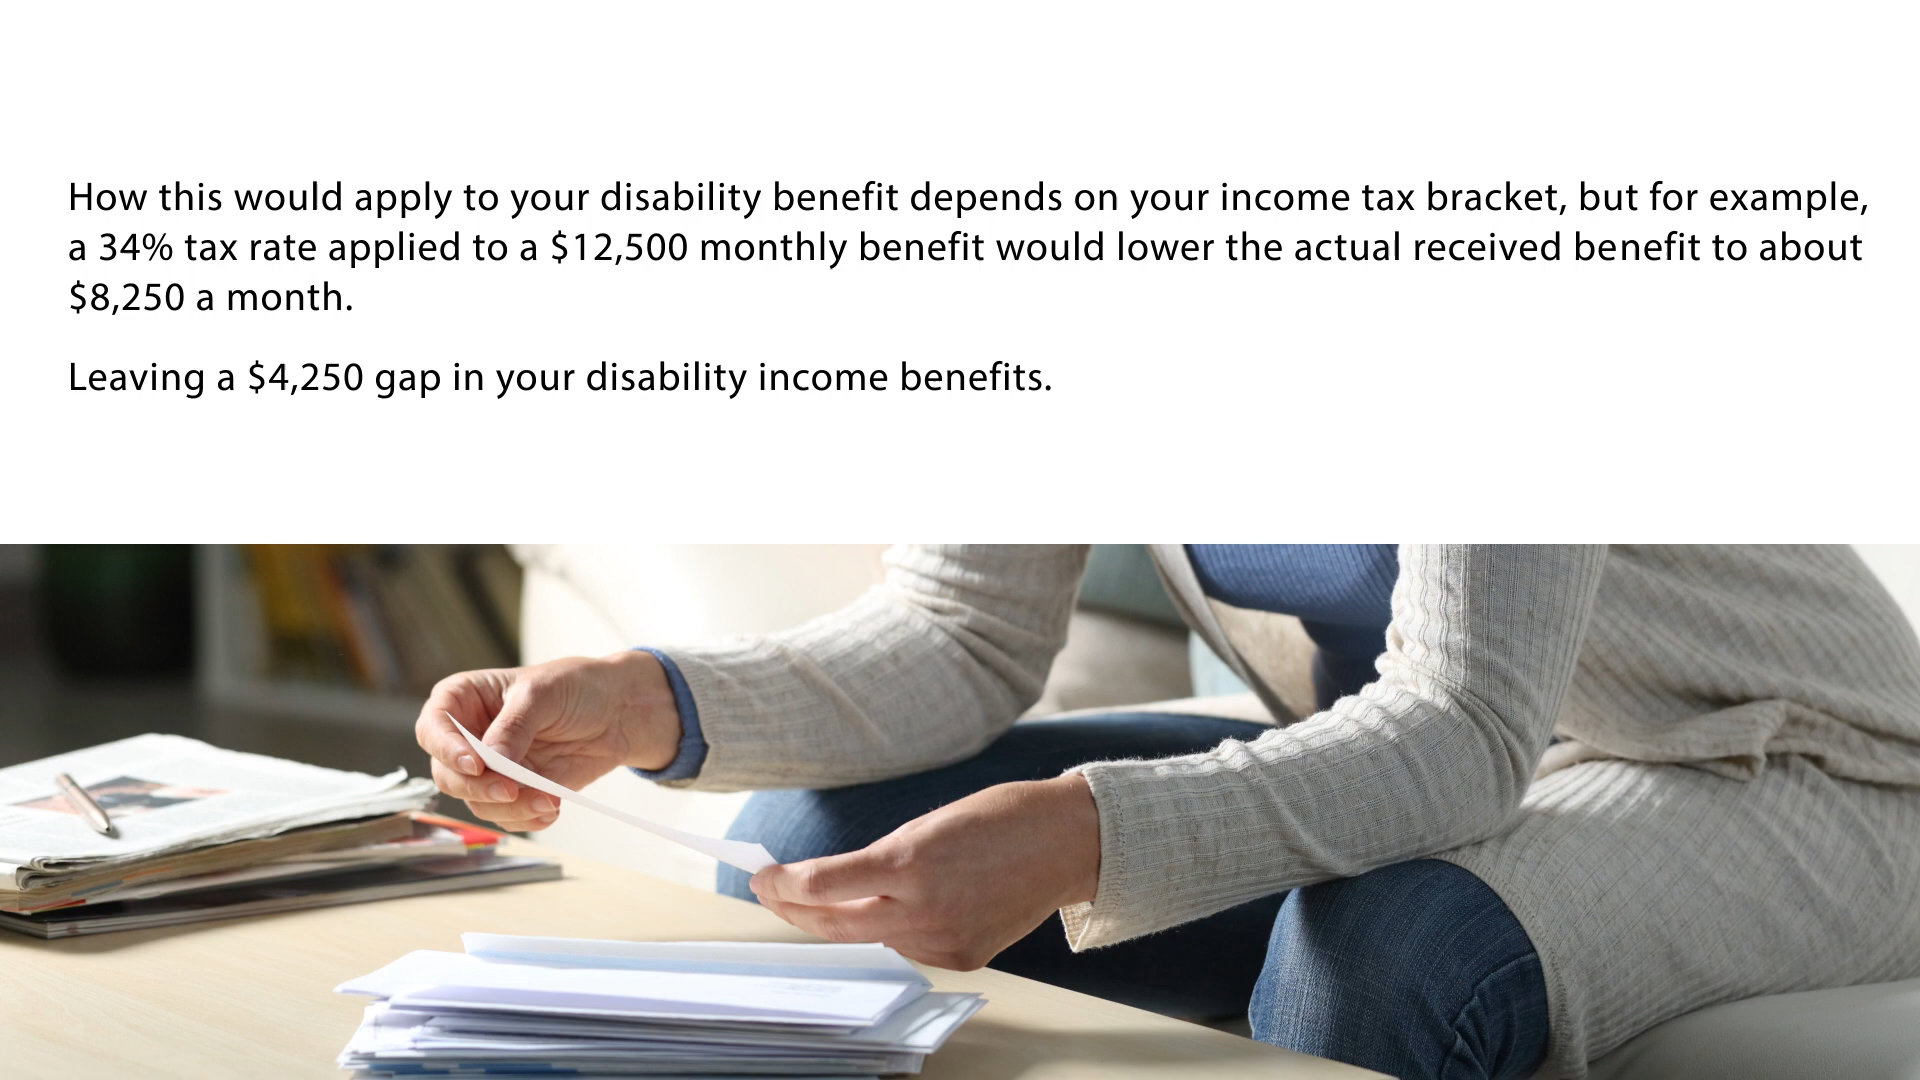 How this would apply to your disability benefit depends on your income tax bracket, but for example,
a 34% tax rate applied to a $12,500 monthly benefit would lower the actual received benefit to about
$8,250 a month.
Leaving a $4,250 gap in your disability income benefits.